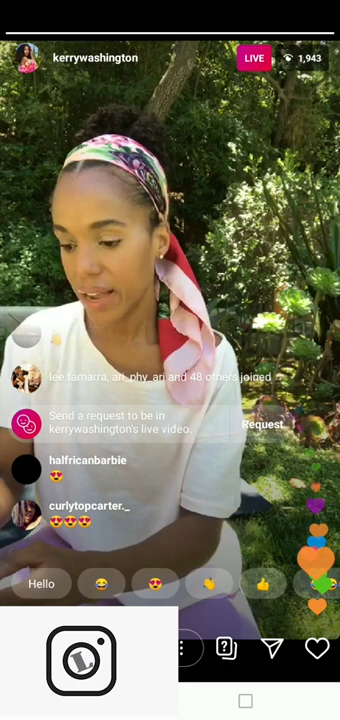 kerrywashington
LIVE
1,943
lee tamarra, ari_phy_ari and 48 others joined
Send a request to be in
kerrywashington's live video.
Request
halfricanbarbie
😍
curlytopcarter._
😍😍😍
Hello
L